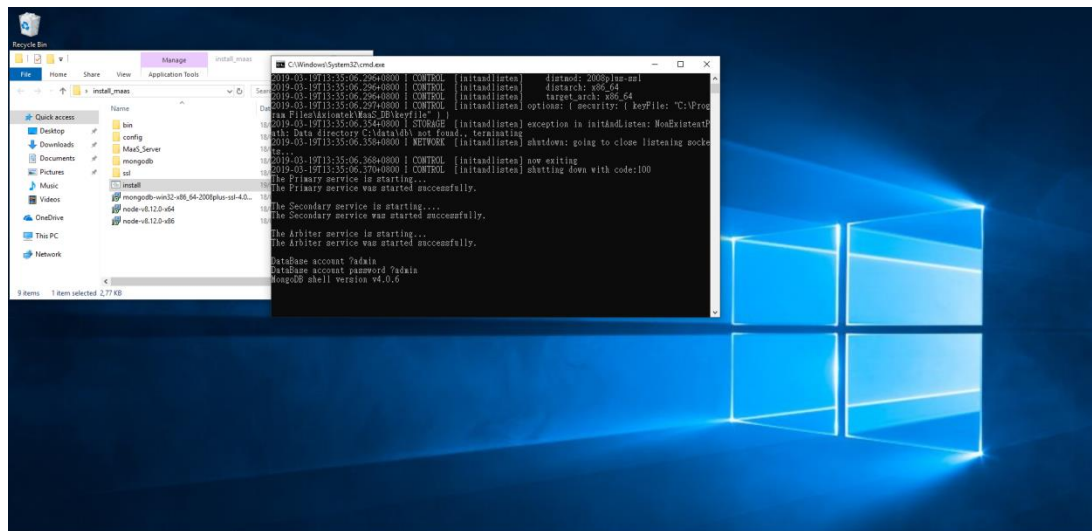 Recycle Bin
Manage
install_maas
File
Home
Share
View
Application Tools
install_maas
Name
Quick access
Desktop
Downloads
Documents
Pictures
Music
Videos
OneDrive
This PC
Network
bin
config
MaaS_Server
mongodb
ssl
install
mongodb-win32-x86_64-2008plus-ssl-4.0...
node-v8.12.0-x64
node-v8.12.0-x86
9 items
1 item selected 2,77 KB
C:\Windows\System32\cmd.exe
2019-03-19T13:35:06.296+0800 I CONTROL [initandlisten] distmod: 2008plus-ssl
2019-03-19T13:35:06.296+0800 I CONTROL [initandlisten] distarch: x86_64
2019-03-19T13:35:06.296+0800 I CONTROL [initandlisten] target_arch: x86_64
2019-03-19T13:35:06.297+0800 I CONTROL [initandlisten] options: { security: { keyFile: "C:\Prog
ram Files\Axiomtek\MaaS_DB\keyfile" } }
2019-03-19T13:35:06.354+0800 I STORAGE [initandlisten] exception in initAndListen: NonExistentP
ath: Data directory C:\data\db\ not found., terminating
2019-03-19T13:35:06.358+0800 I NETWORK [initandlisten] shutdown: going to close listening socke
ts...
2019-03-19T13:35:06.368+0800 I CONTROL [initandlisten] now exiting
2019-03-19T13:35:06.370+0800 I CONTROL [initandlisten] shutting down with code:100
The Primary service is starting...
The Primary service was started successfully.
The Secondary service is starting....
The Secondary service was started successfully.
The Arbiter service is starting...
The Arbiter service was started successfully.
DataBase account ?admin
DataBase account password ?admin
MongoDB shell version v4.0.6